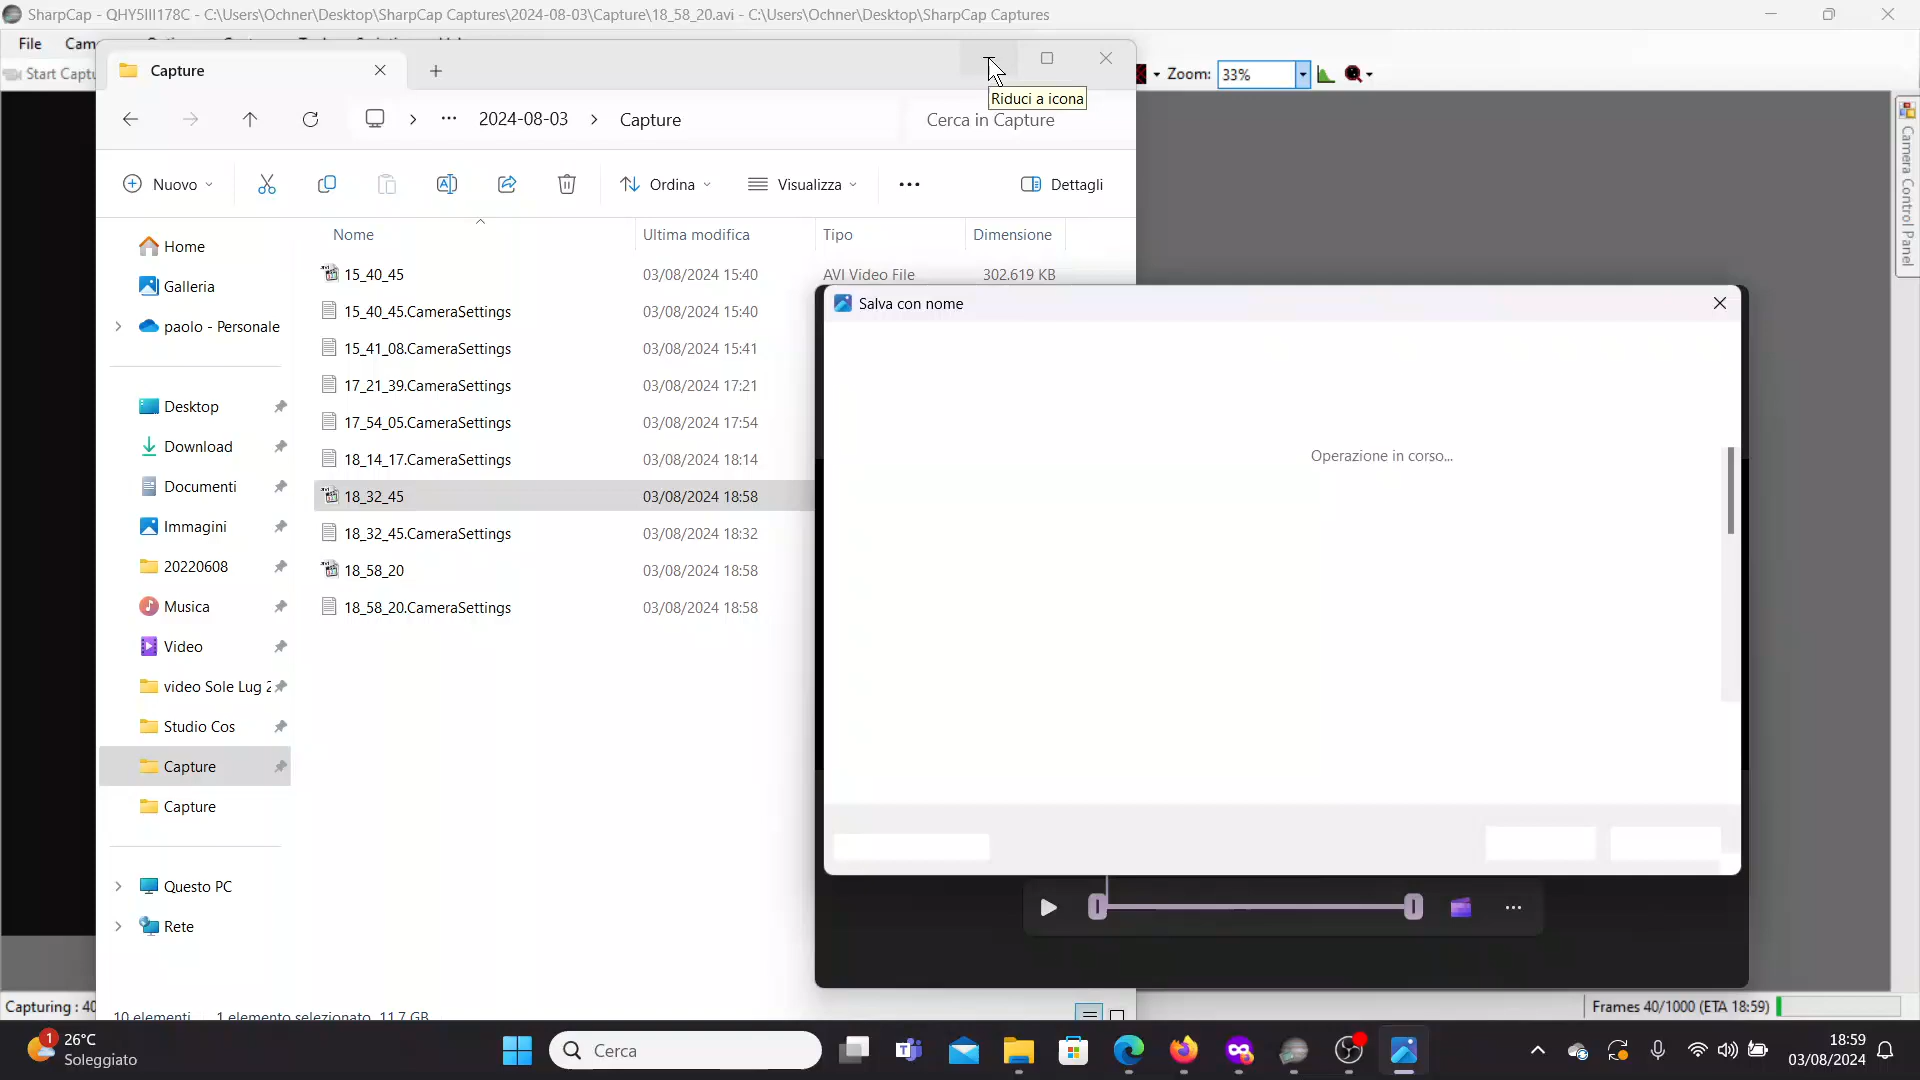 SharpCap - QHY5III178C - C:\Users\Ochner\Desktop\SharpCap Captures\2024-08-03\Capture\18_58_20.avi - C:\Users\Ochner\Desktop\SharpCap Captures
File
Start Captu
Zoom: 33%
Camera Control Panel
Capture
Riduci a icona
2024-08-03
Capture
Cerca in Capture
Nuovo
Ordina
Visualizza
Dettagli
Nome
Ultima modifica
Tipo
Dimensione
15_40_45 03/08/2024 15:40 AVI Video File 302.619 KB
15_40_45.CameraSettings 03/08/2024 15:40
15_41_08.CameraSettings 03/08/2024 15:41
17_21_39.CameraSettings 03/08/2024 17:21
17_54_05.CameraSettings 03/08/2024 17:54
18_14_17.CameraSettings 03/08/2024 18:14
18_32_45 03/08/2024 18:58
18_32_45.CameraSettings 03/08/2024 18:32
18_58_20 03/08/2024 18:58
18_58_20.CameraSettings 03/08/2024 18:58
Home
Galleria
paolo - Personale
Desktop
Download
Documenti
Immagini
20220608
Musica
Video
video Sole Lug 2
Studio Cos
Capture
Capture
Questo PC
Rete
Salva con nome
Operazione in corso...
10 elementi
1 elemento selezionato 11,7 GB
Capturing : 40
Frames 40/1000 (ETA 18:59)
1
26°C
Soleggiato
Cerca
18:59
03/08/2024